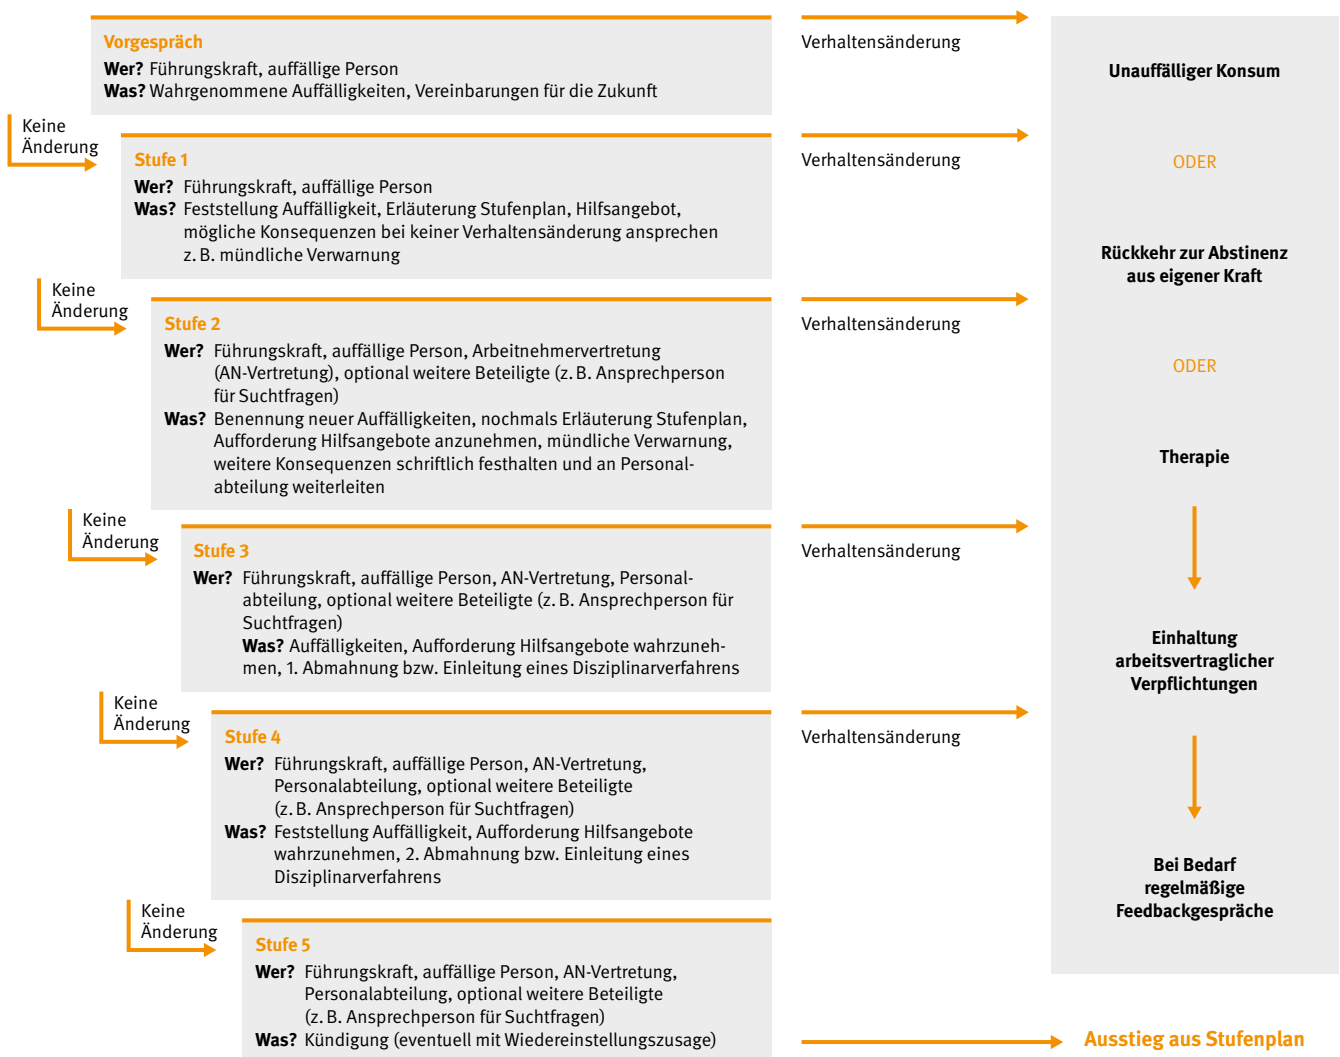 Vorgespräch
Wer? Führungskraft, auffällige Person
Was? Wahrgenommene Auffälligkeiten, Vereinbarungen für die Zukunft
Verhaltensänderung
Keine
Änderung
Stufe 1
Wer? Führungskraft, auffällige Person
Was? Feststellung Auffälligkeit, Erläuterung Stufenplan, Hilfsangebot,
mögliche Konsequenzen bei keiner Verhaltensänderung ansprechen
z. B. mündliche Verwarnung
Verhaltensänderung
Keine
Änderung
Stufe 2
Wer? Führungskraft, auffällige Person, Arbeitnehmervertretung
(AN-Vertretung), optional weitere Beteiligte (z. B. Ansprechperson
für Suchtfragen)
Was? Benennung neuer Auffälligkeiten, nochmals Erläuterung Stufenplan,
Aufforderung Hilfsangebote anzunehmen, mündliche Verwarnung,
weitere Konsequenzen schriftlich festhalten und an Personal-
abteilung weiterleiten
Verhaltensänderung
Keine
Änderung
Stufe 3
Wer? Führungskraft, auffällige Person, AN-Vertretung, Personal-
abteilung, optional weitere Beteiligte (z. B. Ansprechperson für
Suchtfragen)
Was? Auffälligkeiten, Aufforderung Hilfsangebote wahrzuneh-
men, 1. Abmahnung bzw. Einleitung eines Disziplinarverfahrens
Verhaltensänderung
Keine
Änderung
Stufe 4
Wer? Führungskraft, auffällige Person, AN-Vertretung,
Personalabteilung, optional weitere Beteiligte
(z. B. Ansprechperson für Suchtfragen)
Was? Feststellung Auffälligkeit, Aufforderung Hilfsangebote
wahrzunehmen, 2. Abmahnung bzw. Einleitung eines
Disziplinarverfahrens
Verhaltensänderung
Keine
Änderung
Stufe 5
Wer? Führungskraft, auffällige Person, AN-Vertretung,
Personalabteilung, optional weitere Beteiligte
(z. B. Ansprechperson für Suchtfragen)
Was? Kündigung (eventuell mit Wiedereinstellungszusage)
Unauffälliger Konsum
ODER
Rückkehr zur Abstinenz
aus eigener Kraft
ODER
Therapie
Einhaltung
arbeitsvertraglicher
Verpflichtungen
Bei Bedarf
regelmäßige
Feedbackgespräche
Ausstieg aus Stufenplan